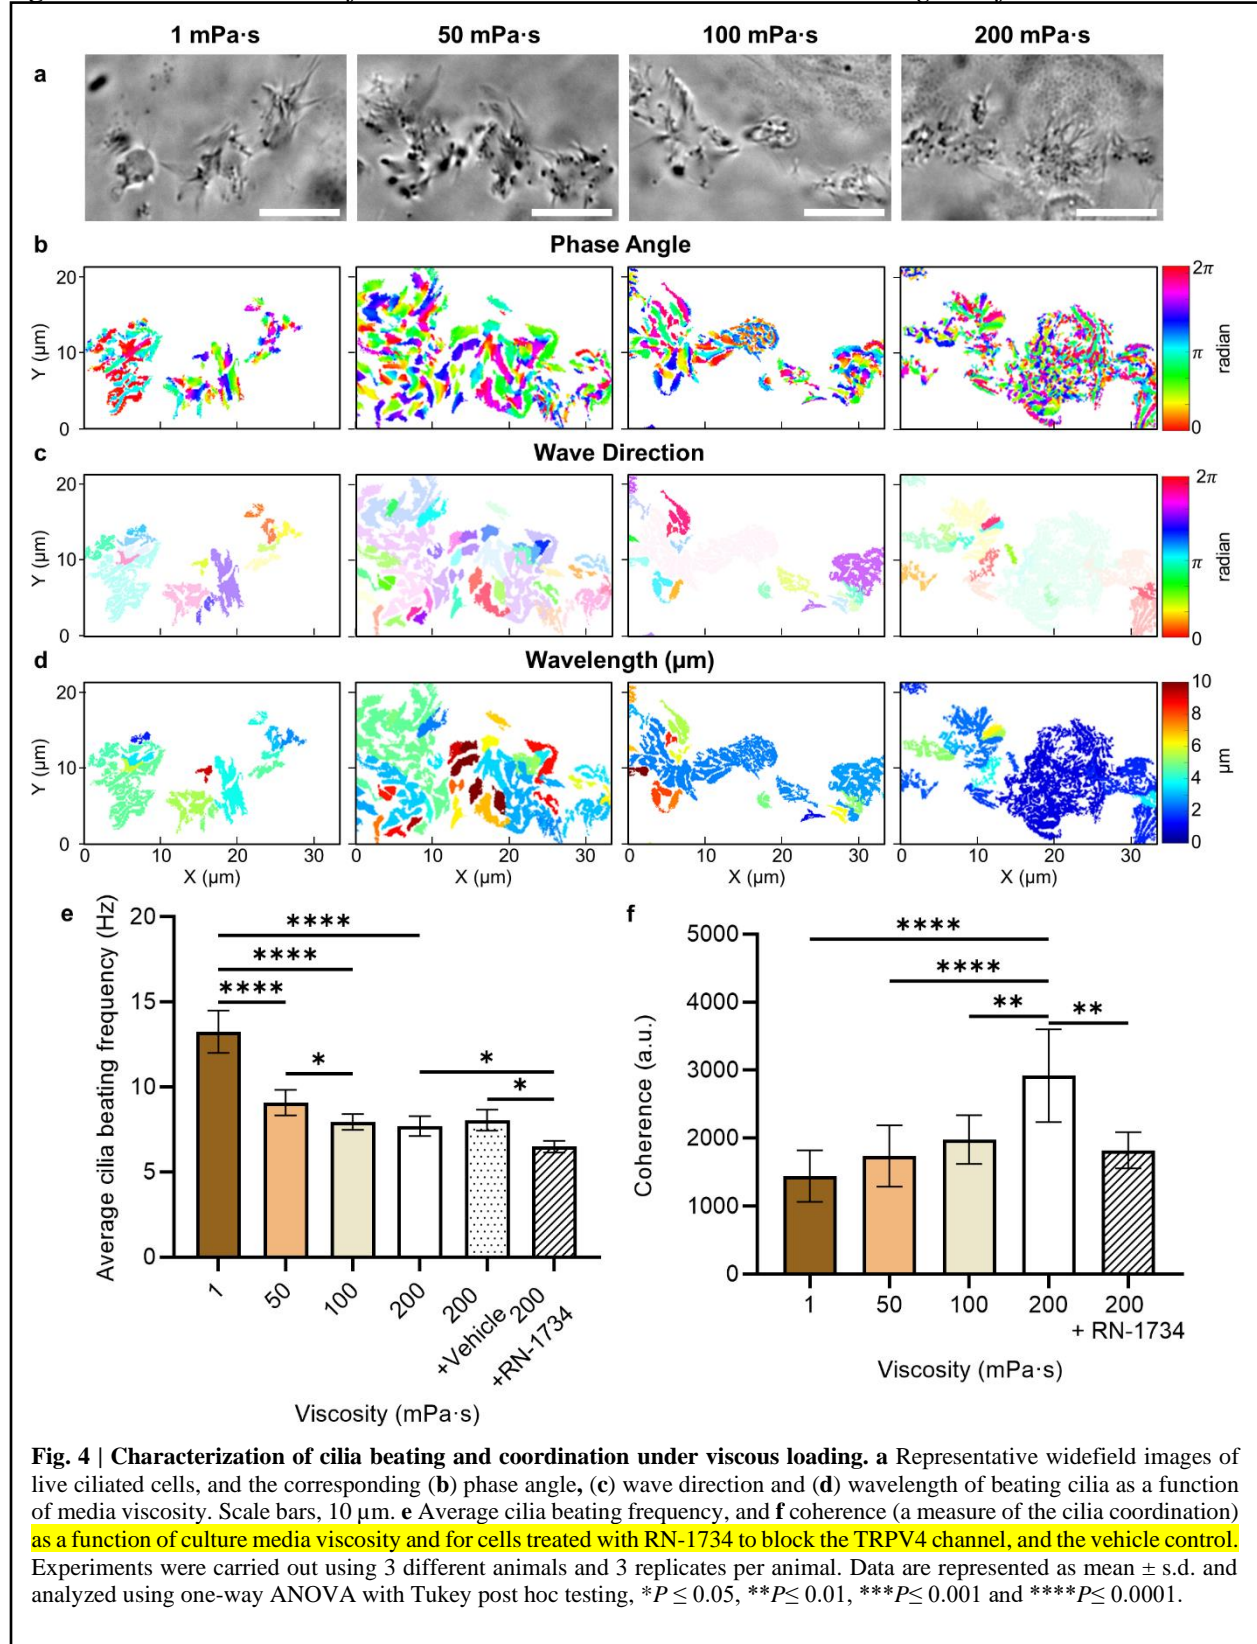 1 mPa·s 50 mPa·s 100 mPa·s 200 mPa·s
a
b Phase Angle
20
10
0
Y (µm)
2π
π
0
radian
c Wave Direction
20
10
0
Y (µm)
2π
π
0
radian
d Wavelength (µm)
20
10
0
Y (µm)
10
8
6
4
2
0
µm
0 10 20 30 10 20 30 10 20 30 0 10 20 30
X (µm) X (µm) X (µm) X (µm)
e
Average cilia beating frequency (Hz)
20
15
10
5
0
****
****
****
*
*
*
1 50 100 200 200 +Vehicle 200 +RN-1734
Viscosity (mPa·s)
f
Coherence (a.u.)
5000
4000
3000
2000
1000
0
****
****
** **
1 50 100 200 200
+ RN-1734
Viscosity (mPa·s)
Fig. 4 | Characterization of cilia beating and coordination under viscous loading. a Representative widefield images of
live ciliated cells, and the corresponding (b) phase angle, (c) wave direction and (d) wavelength of beating cilia as a function
of media viscosity. Scale bars, 10 µm. e Average cilia beating frequency, and f coherence (a measure of the cilia coordination)
as a function of culture media viscosity and for cells treated with RN-1734 to block the TRPV4 channel, and the vehicle control.
Experiments were carried out using 3 different animals and 3 replicates per animal. Data are represented as mean ± s.d. and
analyzed using one-way ANOVA with Tukey post hoc testing, *P ≤ 0.05, **P≤ 0.01, ***P≤ 0.001 and ****P≤ 0.0001.